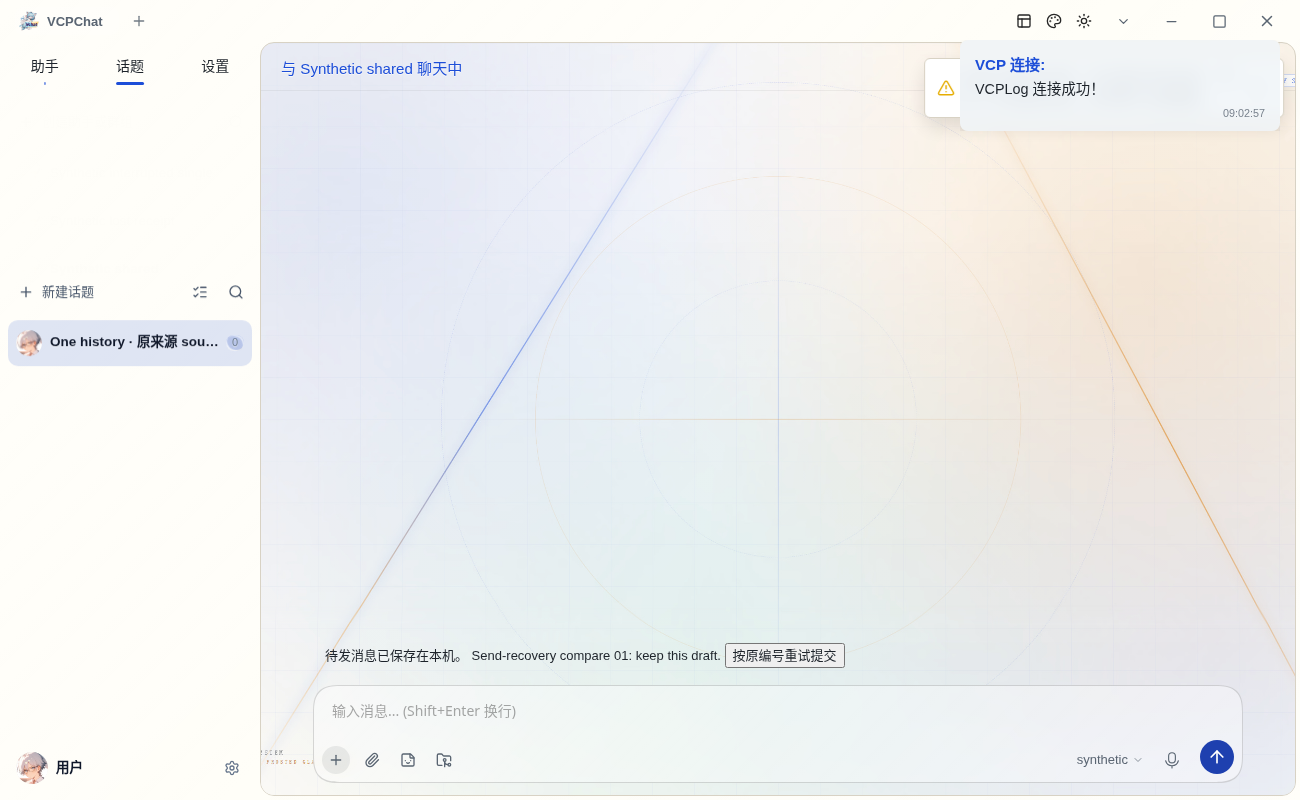 VCPChat
助手
话题
设置
与 Synthetic shared 聊天中
VCP 连接:
VCPLog 连接成功!
09:02:57
新建话题
One history · 原来源 sou…
0
待发消息已保存在本机。 Send-recovery compare 01: keep this draft. 按原编号重试提交
输入消息... (Shift+Enter 换行)
synthetic
用户